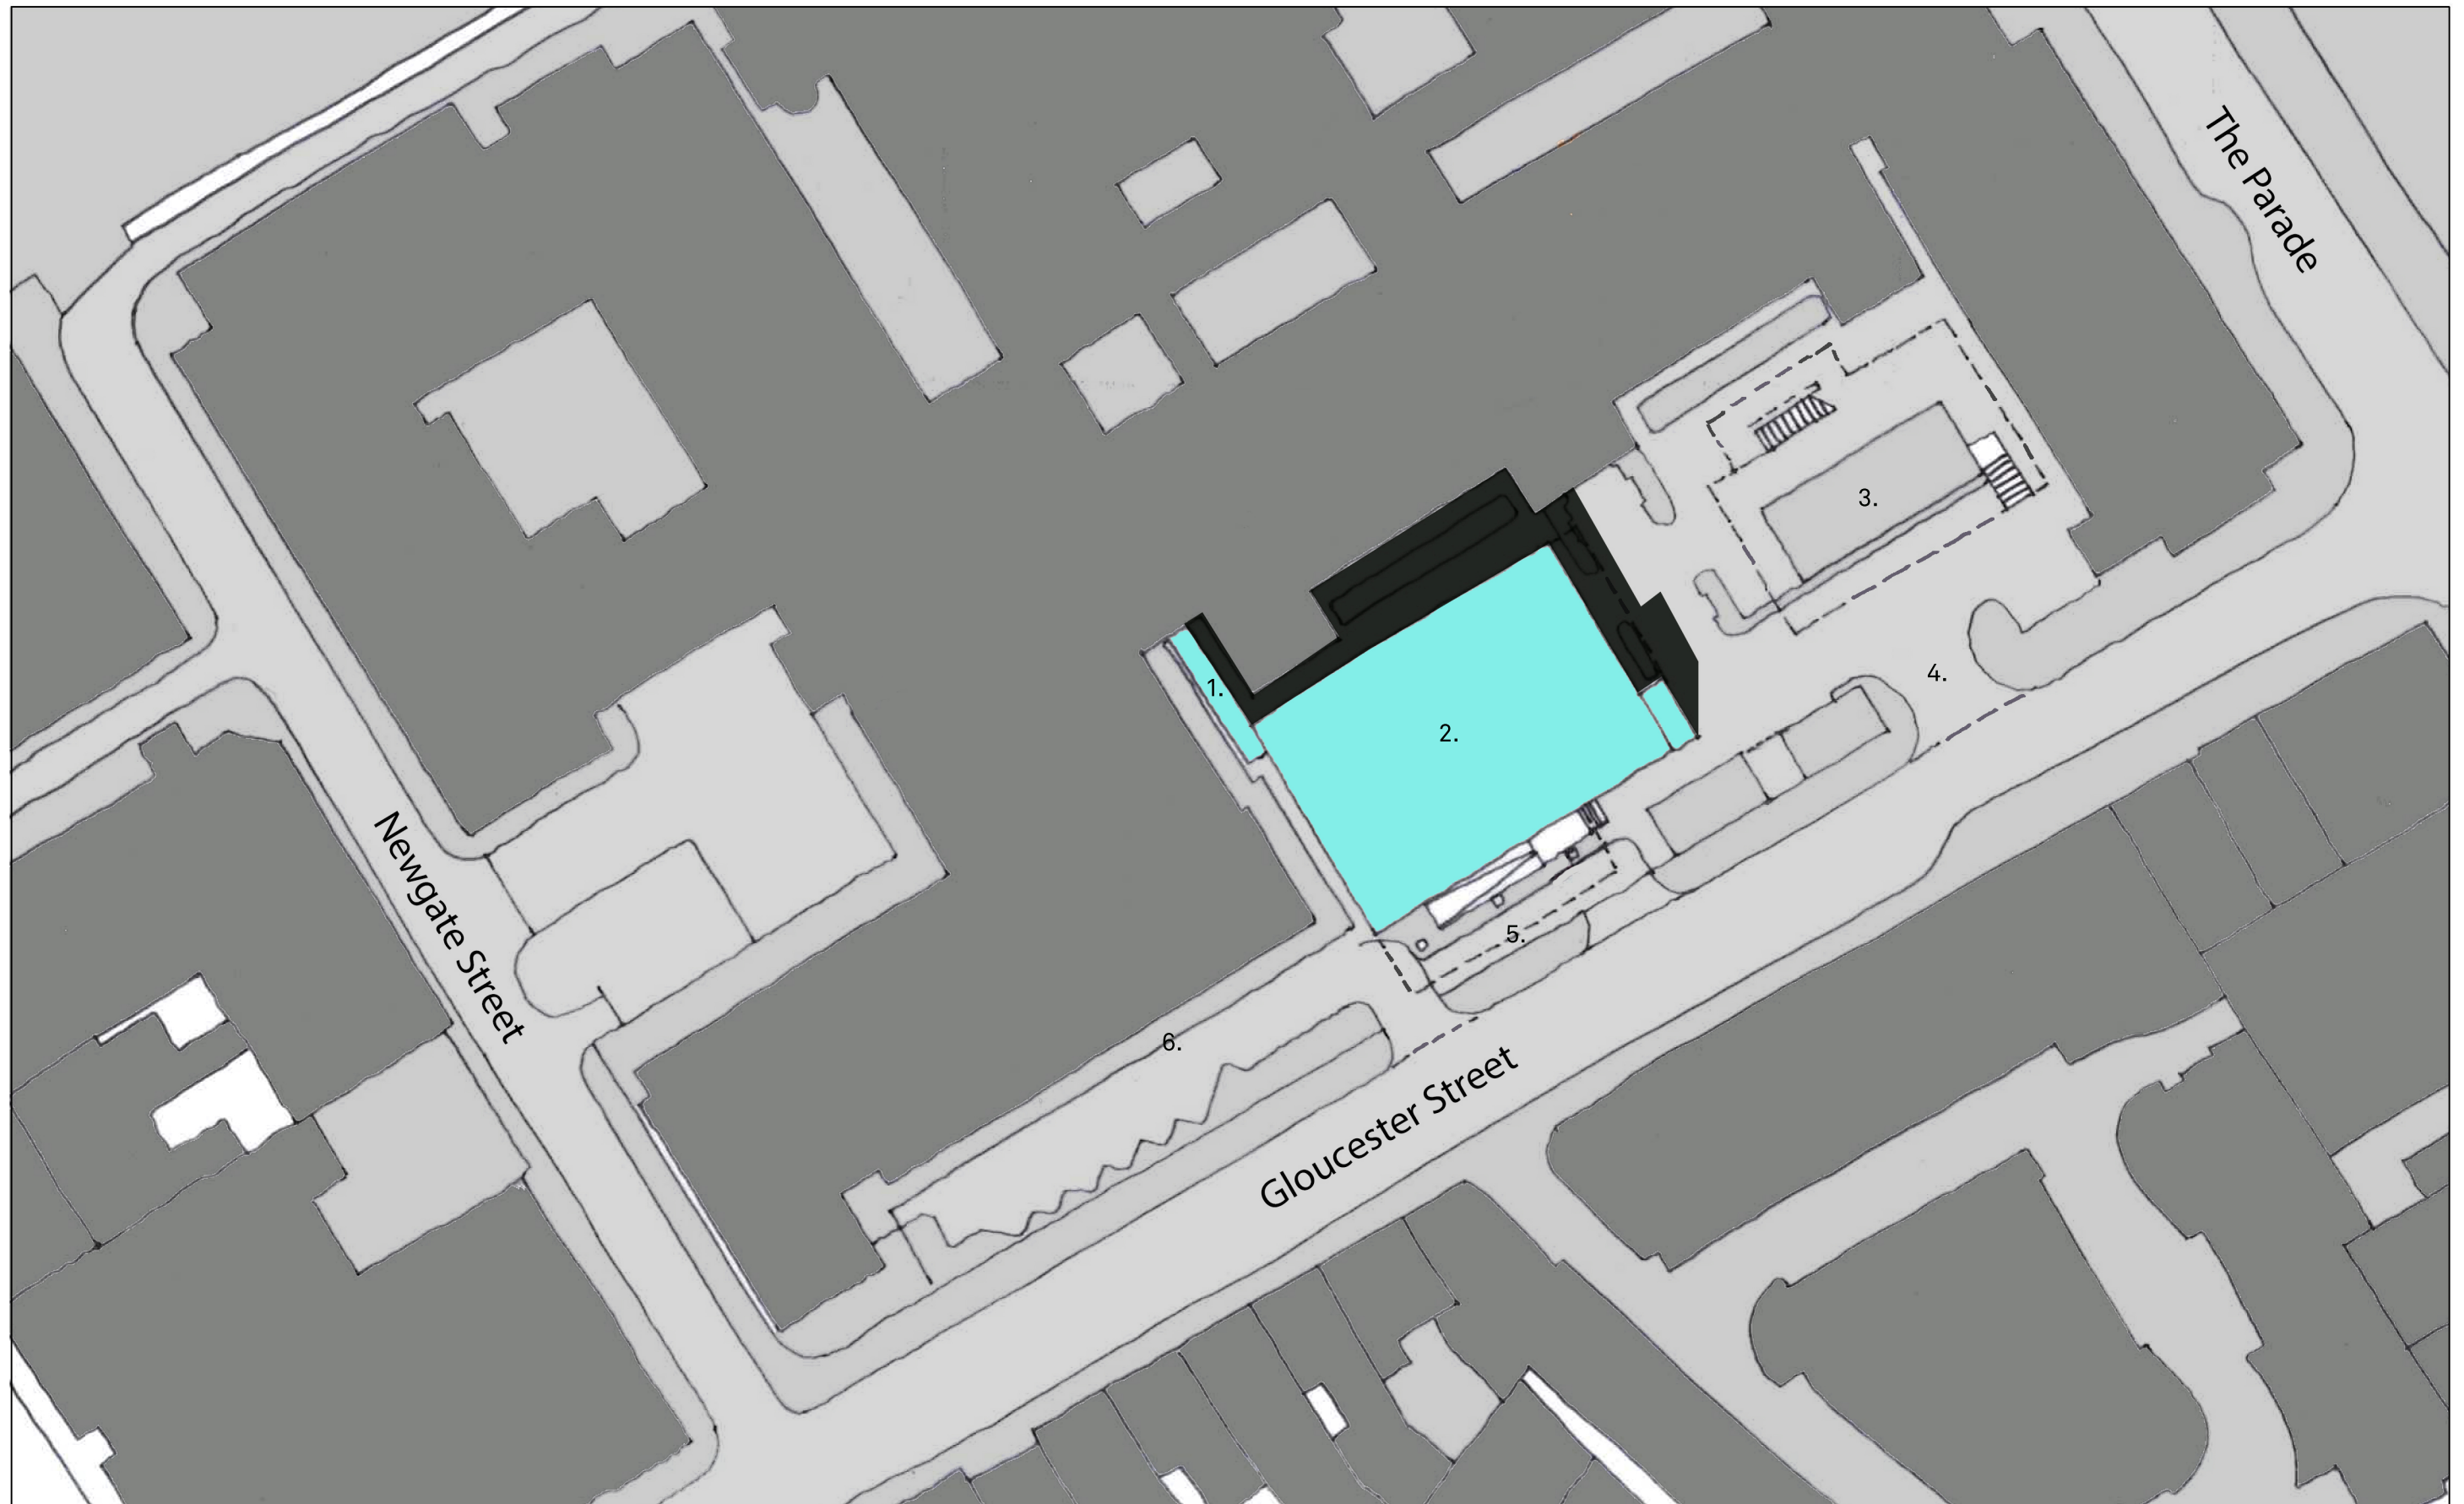 The Parade
3.
4.
1.
2.
5.
Newgate Street
6.
Gloucester Street